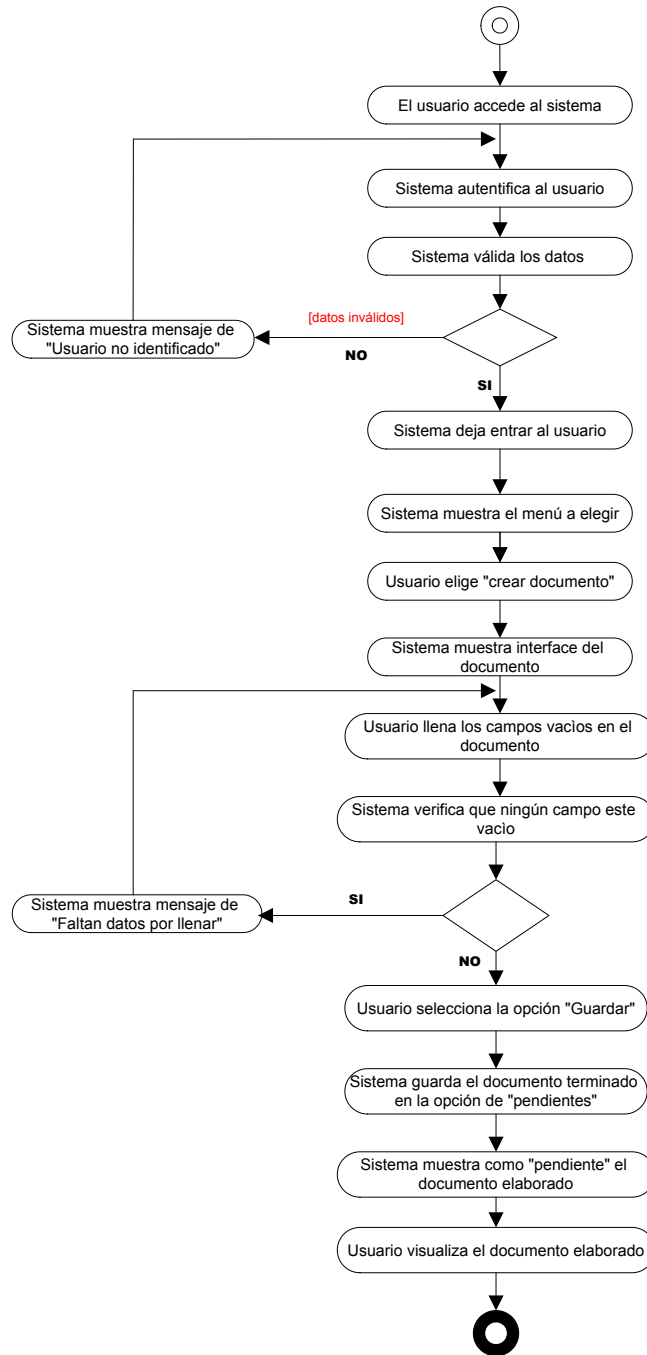 El usuario accede al sistema
Sistema autentifica al usuario
Sistema válida los datos
[datos inválidos]
Sistema muestra mensaje de
"Usuario no identificado"
NO
SI
Sistema deja entrar al usuario
Sistema muestra el menú a elegir
Usuario elige "crear documento"
Sistema muestra interface del
documento
Usuario llena los campos vacìos en el
documento
Sistema verifica que ningún campo este
vacìo
Sistema muestra mensaje de
"Faltan datos por llenar"
SI
NO
Usuario selecciona la opción "Guardar"
Sistema guarda el documento terminado
en la opción de "pendientes"
Sistema muestra como "pendiente" el
documento elaborado
Usuario visualiza el documento elaborado